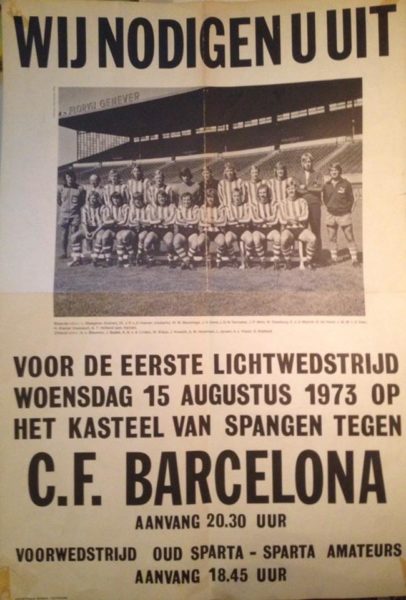 WIJ NODIGEN U UIT
FLORYN GENEVER
VOOR DE EERSTE LICHTWEDSTRIJD
WOENSDAG 15 AUGUSTUS 1973 OP
HET KASTEEL VAN SPANGEN TEGEN
C.F. BARCELONA
AANVANG 20.30 UUR
VOORWEDSTRIJD OUD SPARTA - SPARTA AMATEURS
AANVANG 18.45 UUR